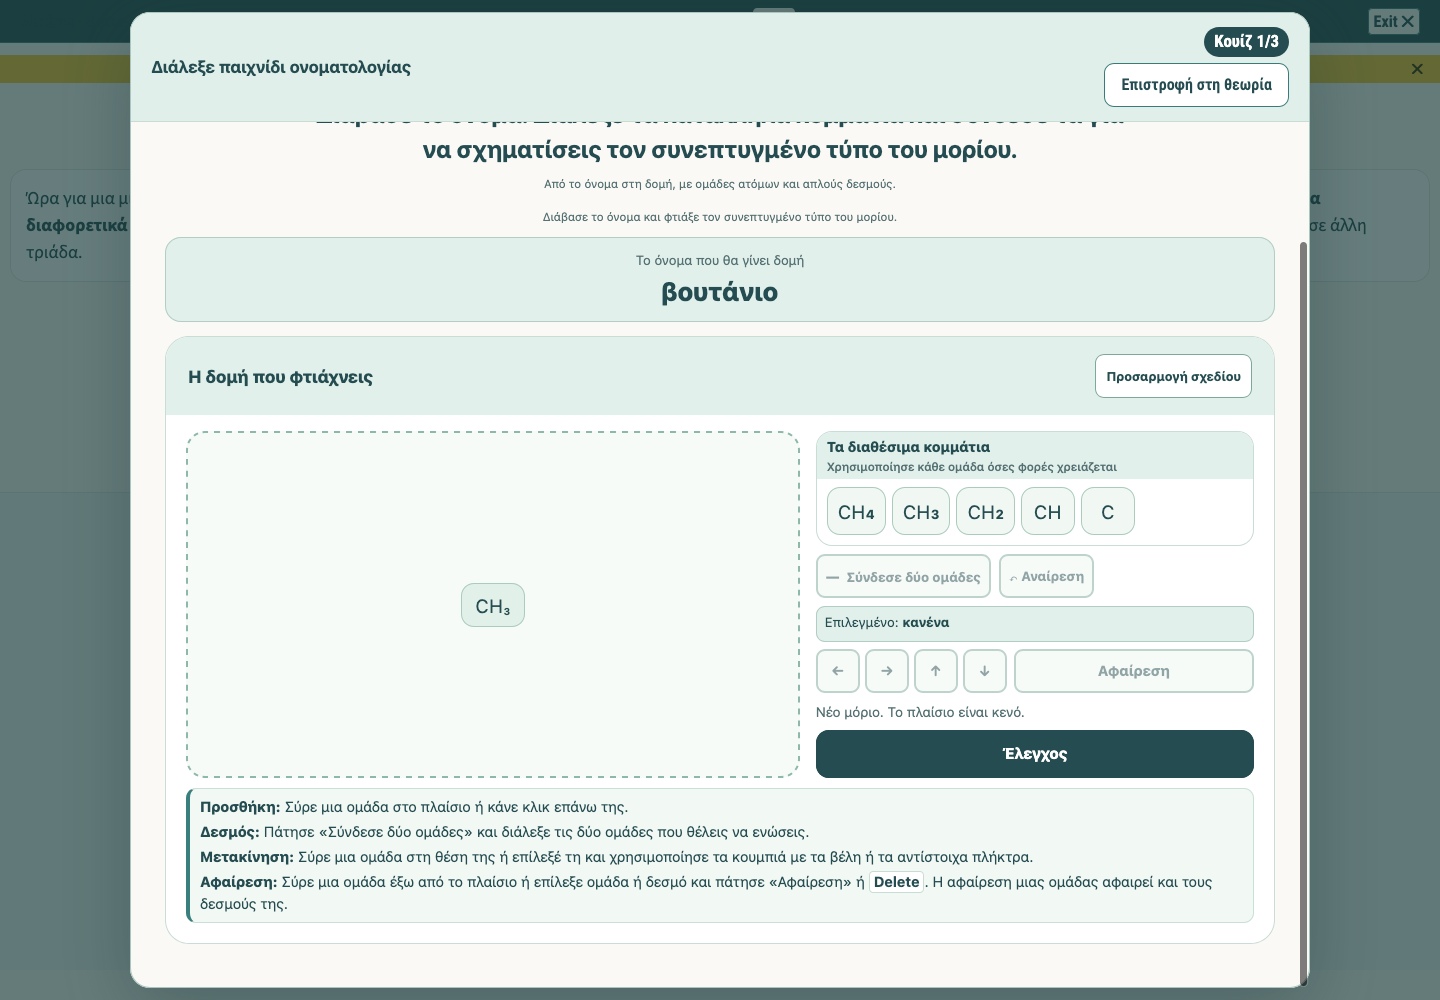 Exit ✕
Διάλεξε παιχνίδι ονοματολογίας
Κουίζ 1/3
Επιστροφή στη θεωρία
να σχηματίσεις τον συνεπτυγμένο τύπο του μορίου.
Από το όνομα στη δομή, με ομάδες ατόμων και απλούς δεσμούς.
Διάβασε το όνομα και φτιάξε τον συνεπτυγμένο τύπο του μορίου.
Ώρα για μια
διαφορετικά
τριάδα.
σε άλλη
Το όνομα που θα γίνει δομή
βουτάνιο
Η δομή που φτιάχνεις
Προσαρμογή σχεδίου
CH₃
Τα διαθέσιμα κομμάτια
Χρησιμοποίησε κάθε ομάδα όσες φορές χρειάζεται
CH₄ CH₃ CH₂ CH C
— Σύνδεσε δύο ομάδες
↶ Αναίρεση
Επιλεγμένο: κανένα
← → ↑ ↓ Αφαίρεση
Νέο μόριο. Το πλαίσιο είναι κενό.
Έλεγχος
Προσθήκη: Σύρε μια ομάδα στο πλαίσιο ή κάνε κλικ επάνω της.
Δεσμός: Πάτησε «Σύνδεσε δύο ομάδες» και διάλεξε τις δύο ομάδες που θέλεις να ενώσεις.
Μετακίνηση: Σύρε μια ομάδα στη θέση της ή επίλεξέ τη και χρησιμοποίησε τα κουμπιά με τα βέλη ή τα αντίστοιχα πλήκτρα.
Αφαίρεση: Σύρε μια ομάδα έξω από το πλαίσιο ή επίλεξε ομάδα ή δεσμό και πάτησε «Αφαίρεση» ή Delete. Η αφαίρεση μιας ομάδας αφαιρεί και τους
δεσμούς της.